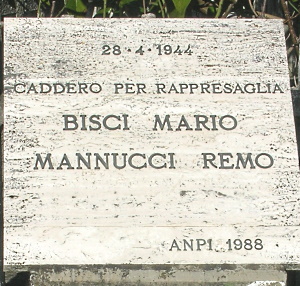 28·4·1944
CADDERO PER RAPPRESAGLIA
BISCI MARIO
MANNUCCI REMO
ANPI 1988